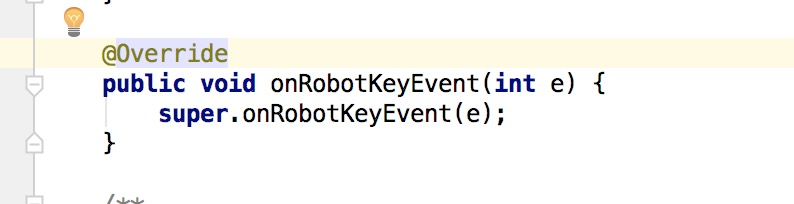 }
@Override
public void onRobotKeyEvent(int e) {
super.onRobotKeyEvent(e);
}
/**